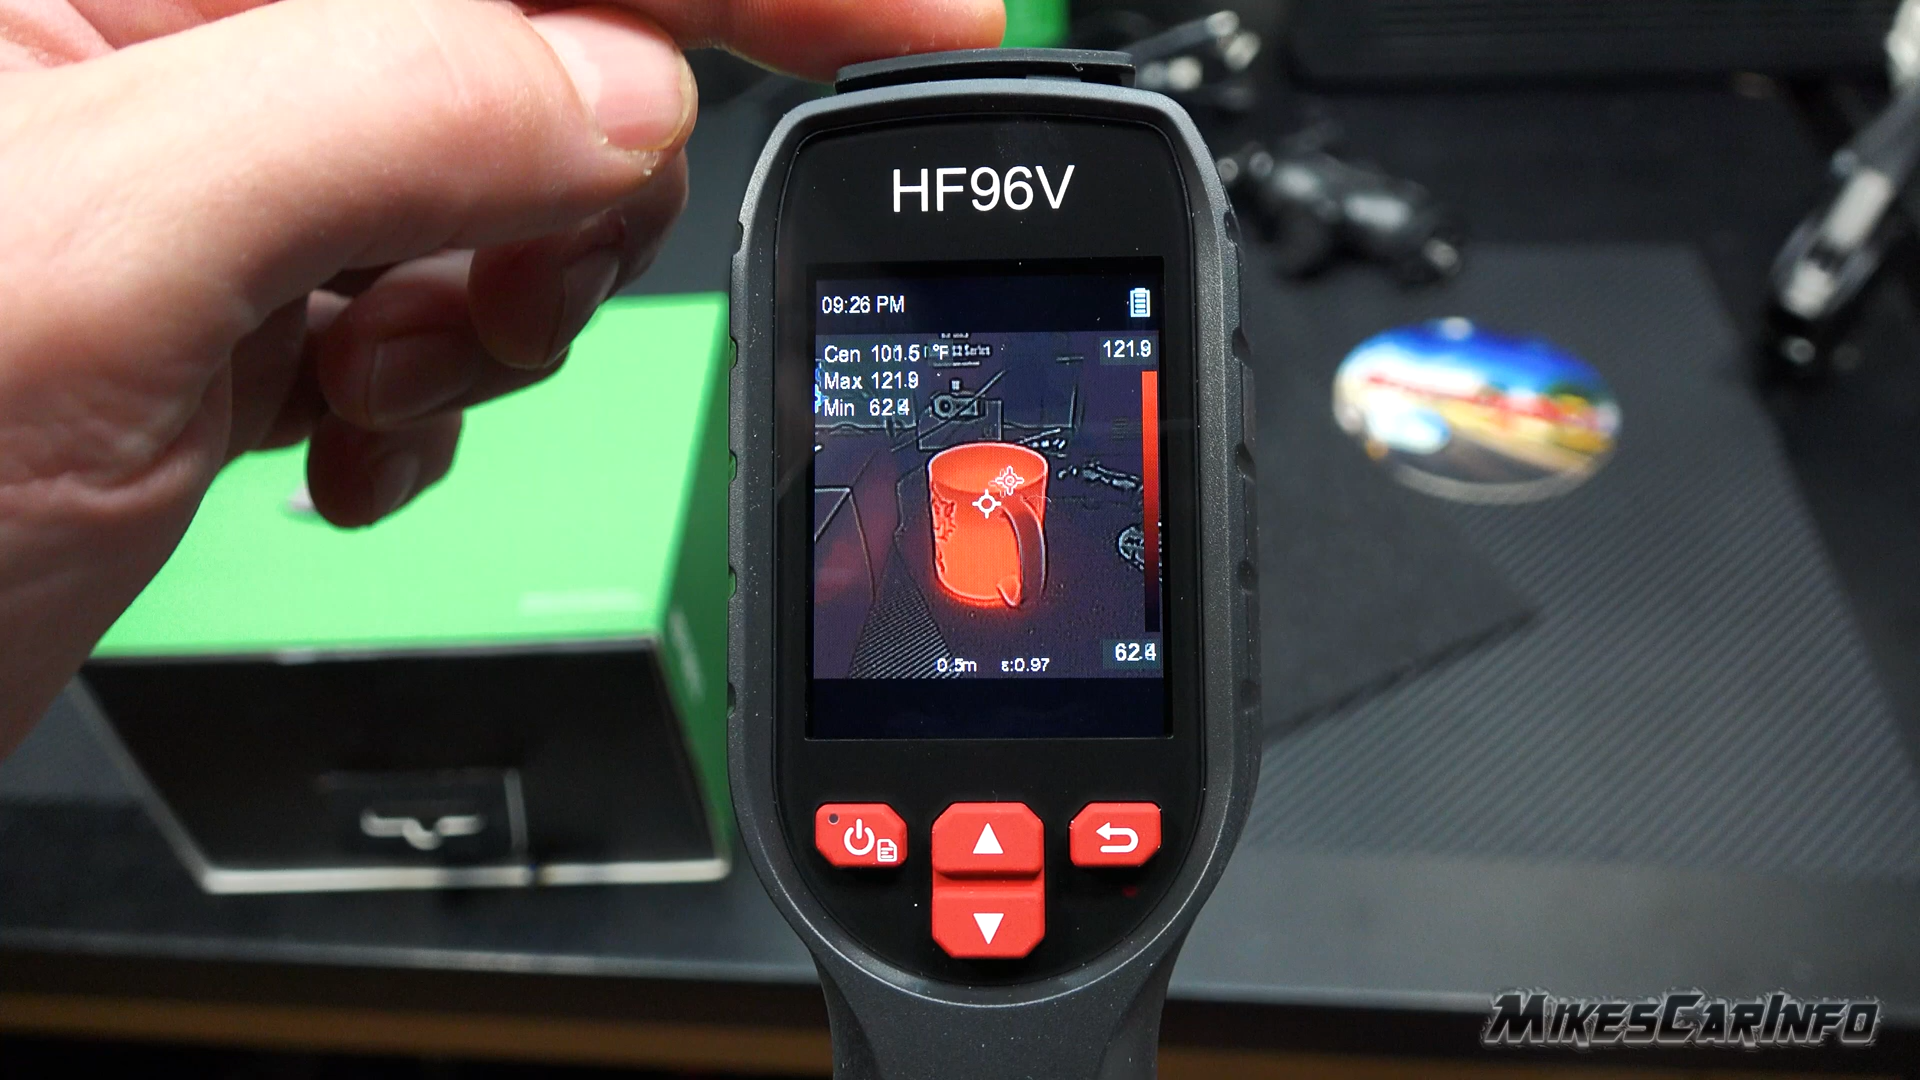 HF96V
09:26 PM
Cen 101.5 °F
Max 121.9
Min 62.4
121.9
62.4
0.5m ε:0.97
MIKESCARINFO